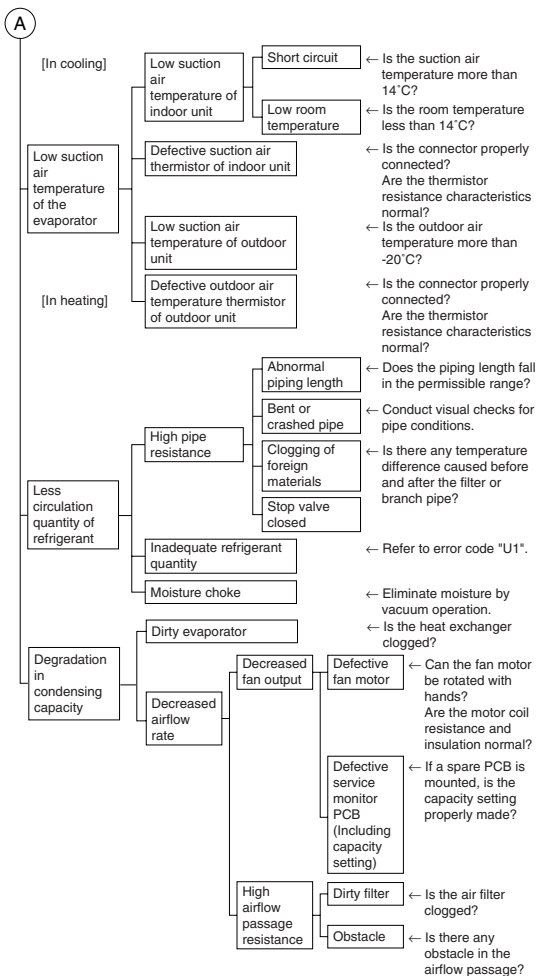 A
[In cooling]
Low suction
air
temperature of
indoor unit
Short circuit
← Is the suction air
temperature more than
14˚C?
Low room
temperature
← Is the room temperature
less than 14˚C?
Low suction
air
temperature
of the
evaporator
Defective suction air
thermistor of indoor unit
← Is the connector properly
connected?
Are the thermistor
resistance characteristics
normal?
Low suction air
temperature of outdoor
unit
← Is the outdoor air
temperature more than
-20˚C?
[In heating]
Defective outdoor air
temperature thermistor
of outdoor unit
← Is the connector properly
connected?
Are the thermistor
resistance characteristics
normal?
Less
circulation
quantity of
refrigerant
High pipe
resistance
Abnormal
piping length
← Does the piping length fall
in the permissible range?
Bent or
crashed pipe
← Conduct visual checks for
pipe conditions.
Clogging of
foreign
materials
← Is there any temperature
difference caused before
and after the filter or
branch pipe?
Stop valve
closed
Inadequate refrigerant
quantity
← Refer to error code "U1".
Moisture choke
← Eliminate moisture by
vacuum operation.
Degradation
in
condensing
capacity
Dirty evaporator
← Is the heat exchanger
clogged?
Decreased
airflow
rate
Decreased
fan output
Defective
fan motor
← Can the fan motor
be rotated with
hands?
Are the motor coil
resistance and
insulation normal?
Defective
service
monitor
PCB
(Including
capacity
setting)
← If a spare PCB is
mounted, is the
capacity setting
properly made?
High
airflow
passage
resistance
Dirty filter
← Is the air filter
clogged?
Obstacle
← Is there any
obstacle in the
airflow passage?